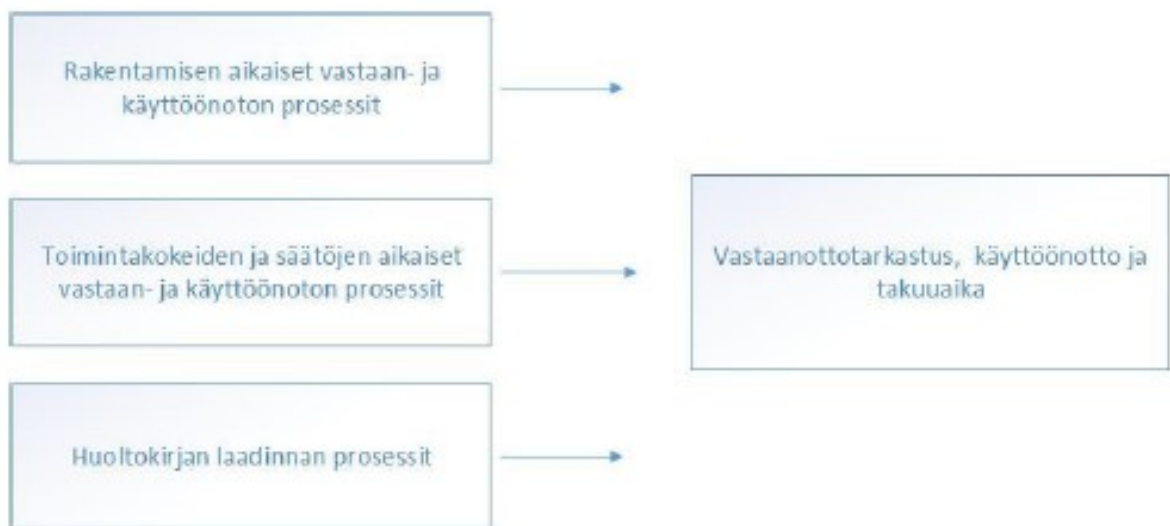 Rakentamisen aikaiset vastaan- ja
käyttöönoton prosessit
Toimintakokeiden ja säätöjen aikaiset
vastaan- ja käyttöönoton prosessit
Huoltokirjan laadinnan prosessit
Vastaanottotarkastus, käyttöönotto ja
takuuaika